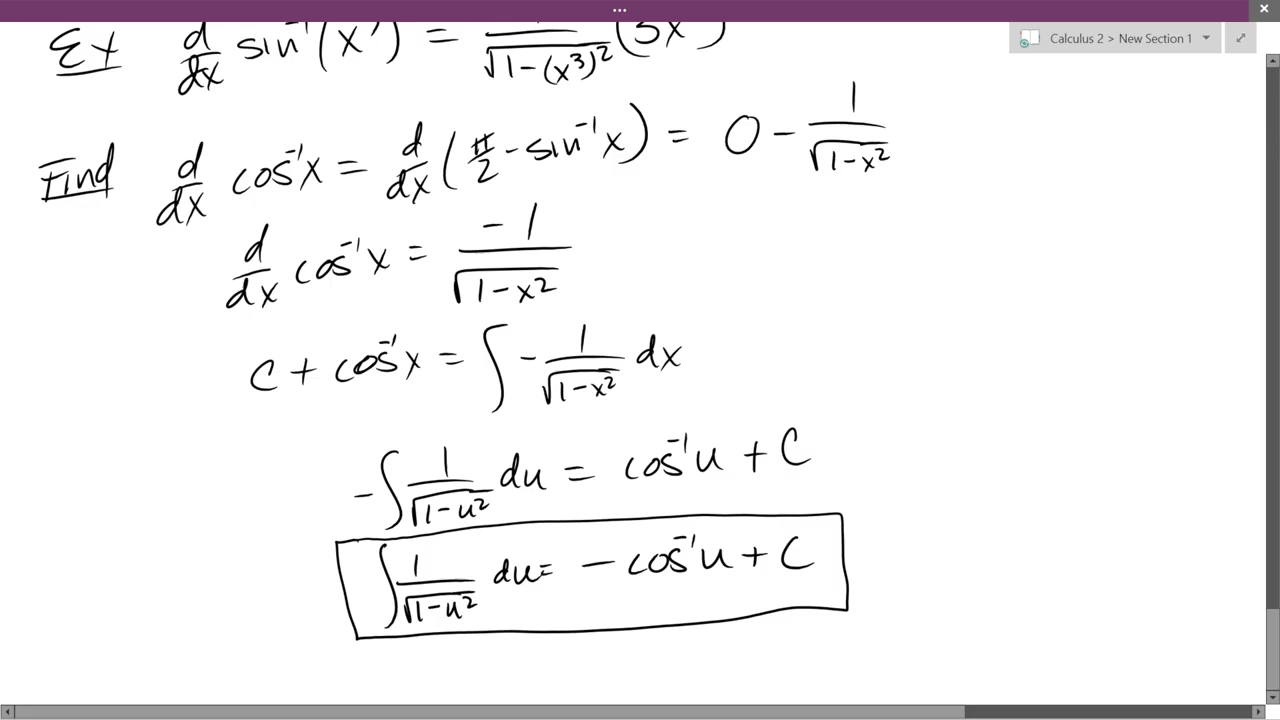 ...
Calculus 2 > New Section 1
Ex d/dx sin⁻¹(x³) = 1/√(1-(x³)²) (3x²)
Find d/dx cos⁻¹x = d/dx (π/2 - sin⁻¹x) = 0 - 1/√(1-x²)
d/dx cos⁻¹x = -1/√(1-x²)
c + cos⁻¹x = ∫ - 1/√(1-x²) dx
-∫ 1/√(1-u²) du = cos⁻¹u + C
∫ 1/√(1-u²) du = - cos⁻¹u + C